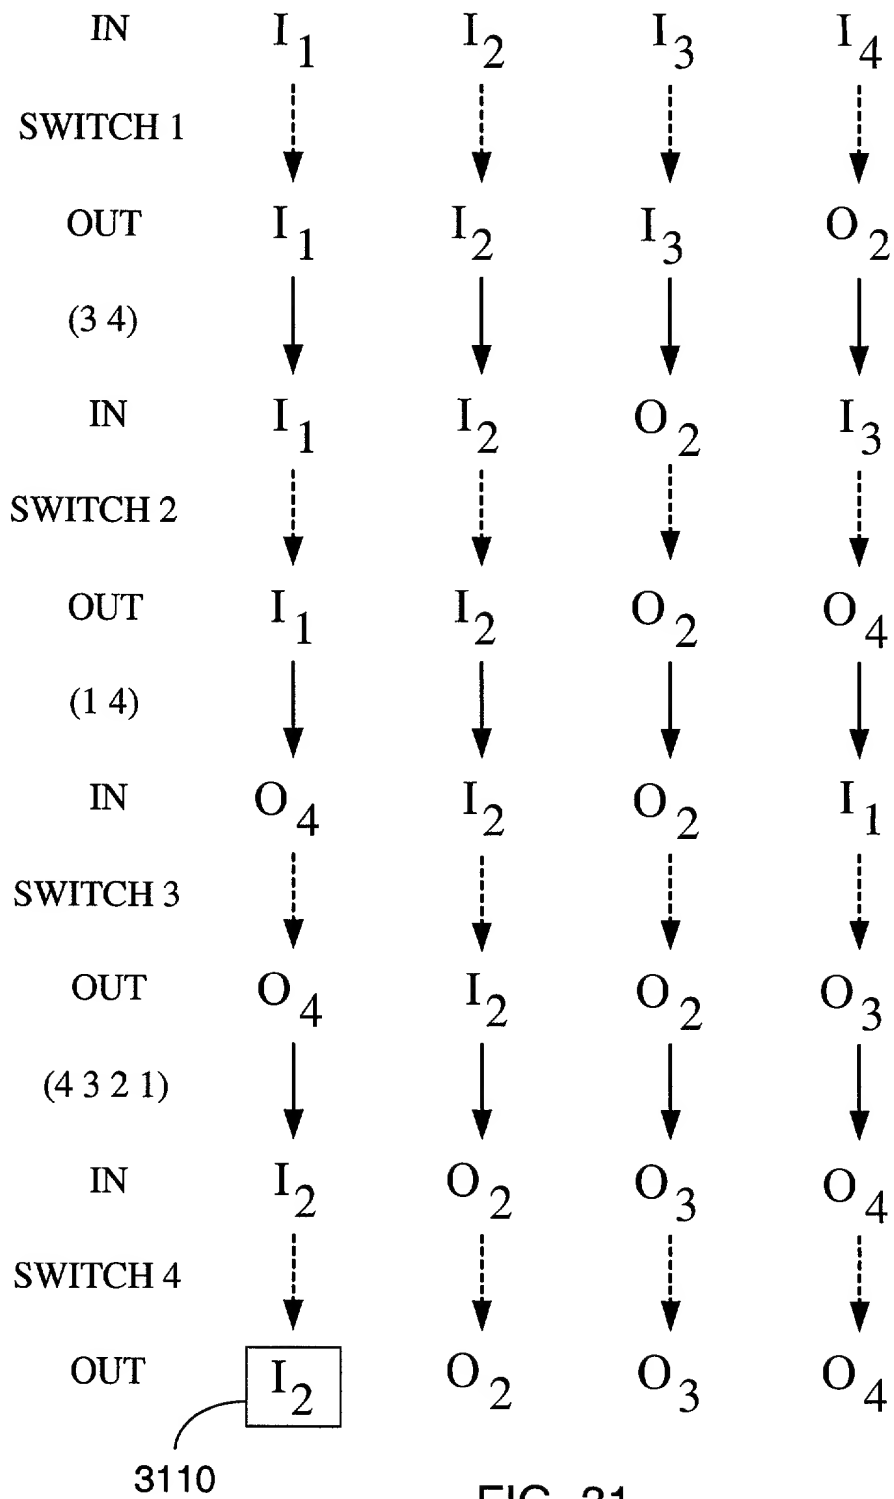 IN I1 I2 I3 I4
SWITCH 1
OUT I1 I2 I3 O2
(3 4)
IN I1 I2 O2 I3
SWITCH 2
OUT I1 I2 O2 O4
(1 4)
IN O4 I2 O2 I1
SWITCH 3
OUT O4 I2 O2 O3
(4 3 2 1)
IN I2 O2 O3 O4
SWITCH 4
OUT I2 O2 O3 O4
3110
FIG. 31